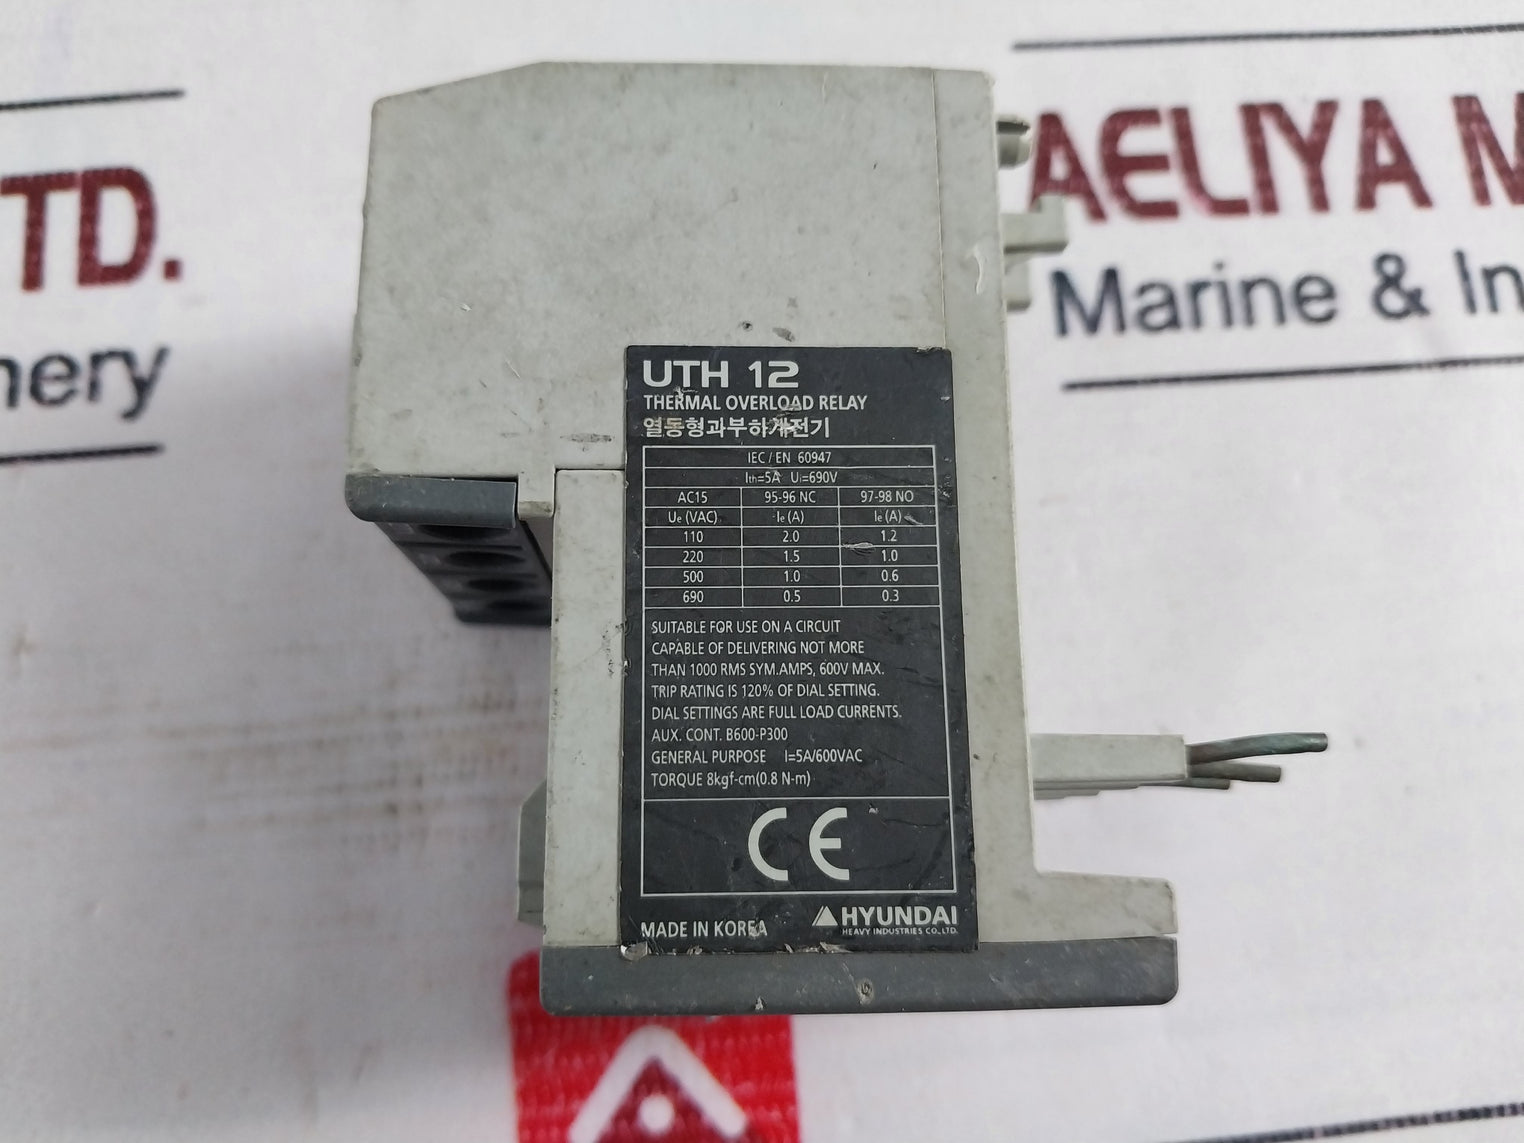 TD.
nery
AELIYA M
Marine & In
UTH 12
THERMAL OVERLOAD RELAY
열동형과부하계전기
IEC / EN 60947
Ith=5A Ui=690V
AC15 95-96 NC 97-98 NO
Ue (VAC) Ie (A) Ie (A)
110 2.0 1.2
220 1.5 1.0
500 1.0 0.6
690 0.5 0.3
SUITABLE FOR USE ON A CIRCUIT
CAPABLE OF DELIVERING NOT MORE
THAN 1000 RMS SYM.AMPS, 600V MAX.
TRIP RATING IS 120% OF DIAL SETTING.
DIAL SETTINGS ARE FULL LOAD CURRENTS.
AUX. CONT. B600-P300
GENERAL PURPOSE I=5A/600VAC
TORQUE 8kgf-cm(0.8 N-m)
CE
MADE IN KOREA
HYUNDAI
HEAVY INDUSTRIES CO.,LTD.